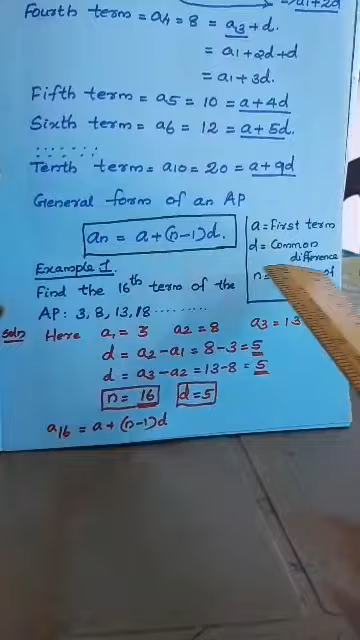 a1+2d
Fourth term = a4 = 8 = a3 + d.
= a1+2d+d
= a1+3d.
Fifth term = a5 = 10 = a+4d
Sixth term = a6 = 12 = a+5d.
.......
Tenth term = a10 = 20 = a+9d
General form of an AP
an = a+(n-1)d.
a = First term
d = Common
difference
n=
of
Example 1.
Find the 16th term of the
AP: 3, 8, 13, 18 .........
Soln Here a1 = 3 a2 = 8 a3 = 13
d = a2-a1 = 8-3 = 5
d = a3-a2 = 13-8 = 5
n = 16 d = 5
a16 = a+(n-1)d